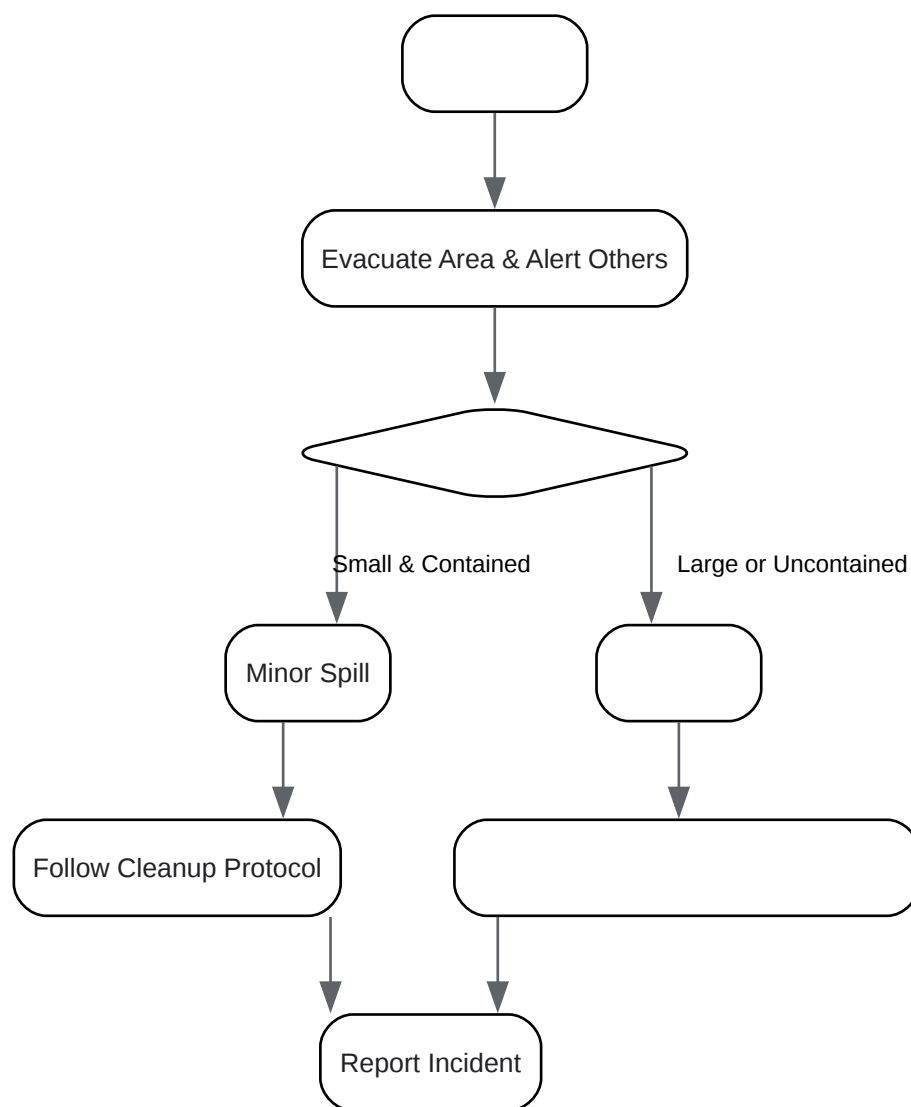 Evacuate Area & Alert Others
Small & Contained
Large or Uncontained
Minor Spill
Follow Cleanup Protocol
Report Incident